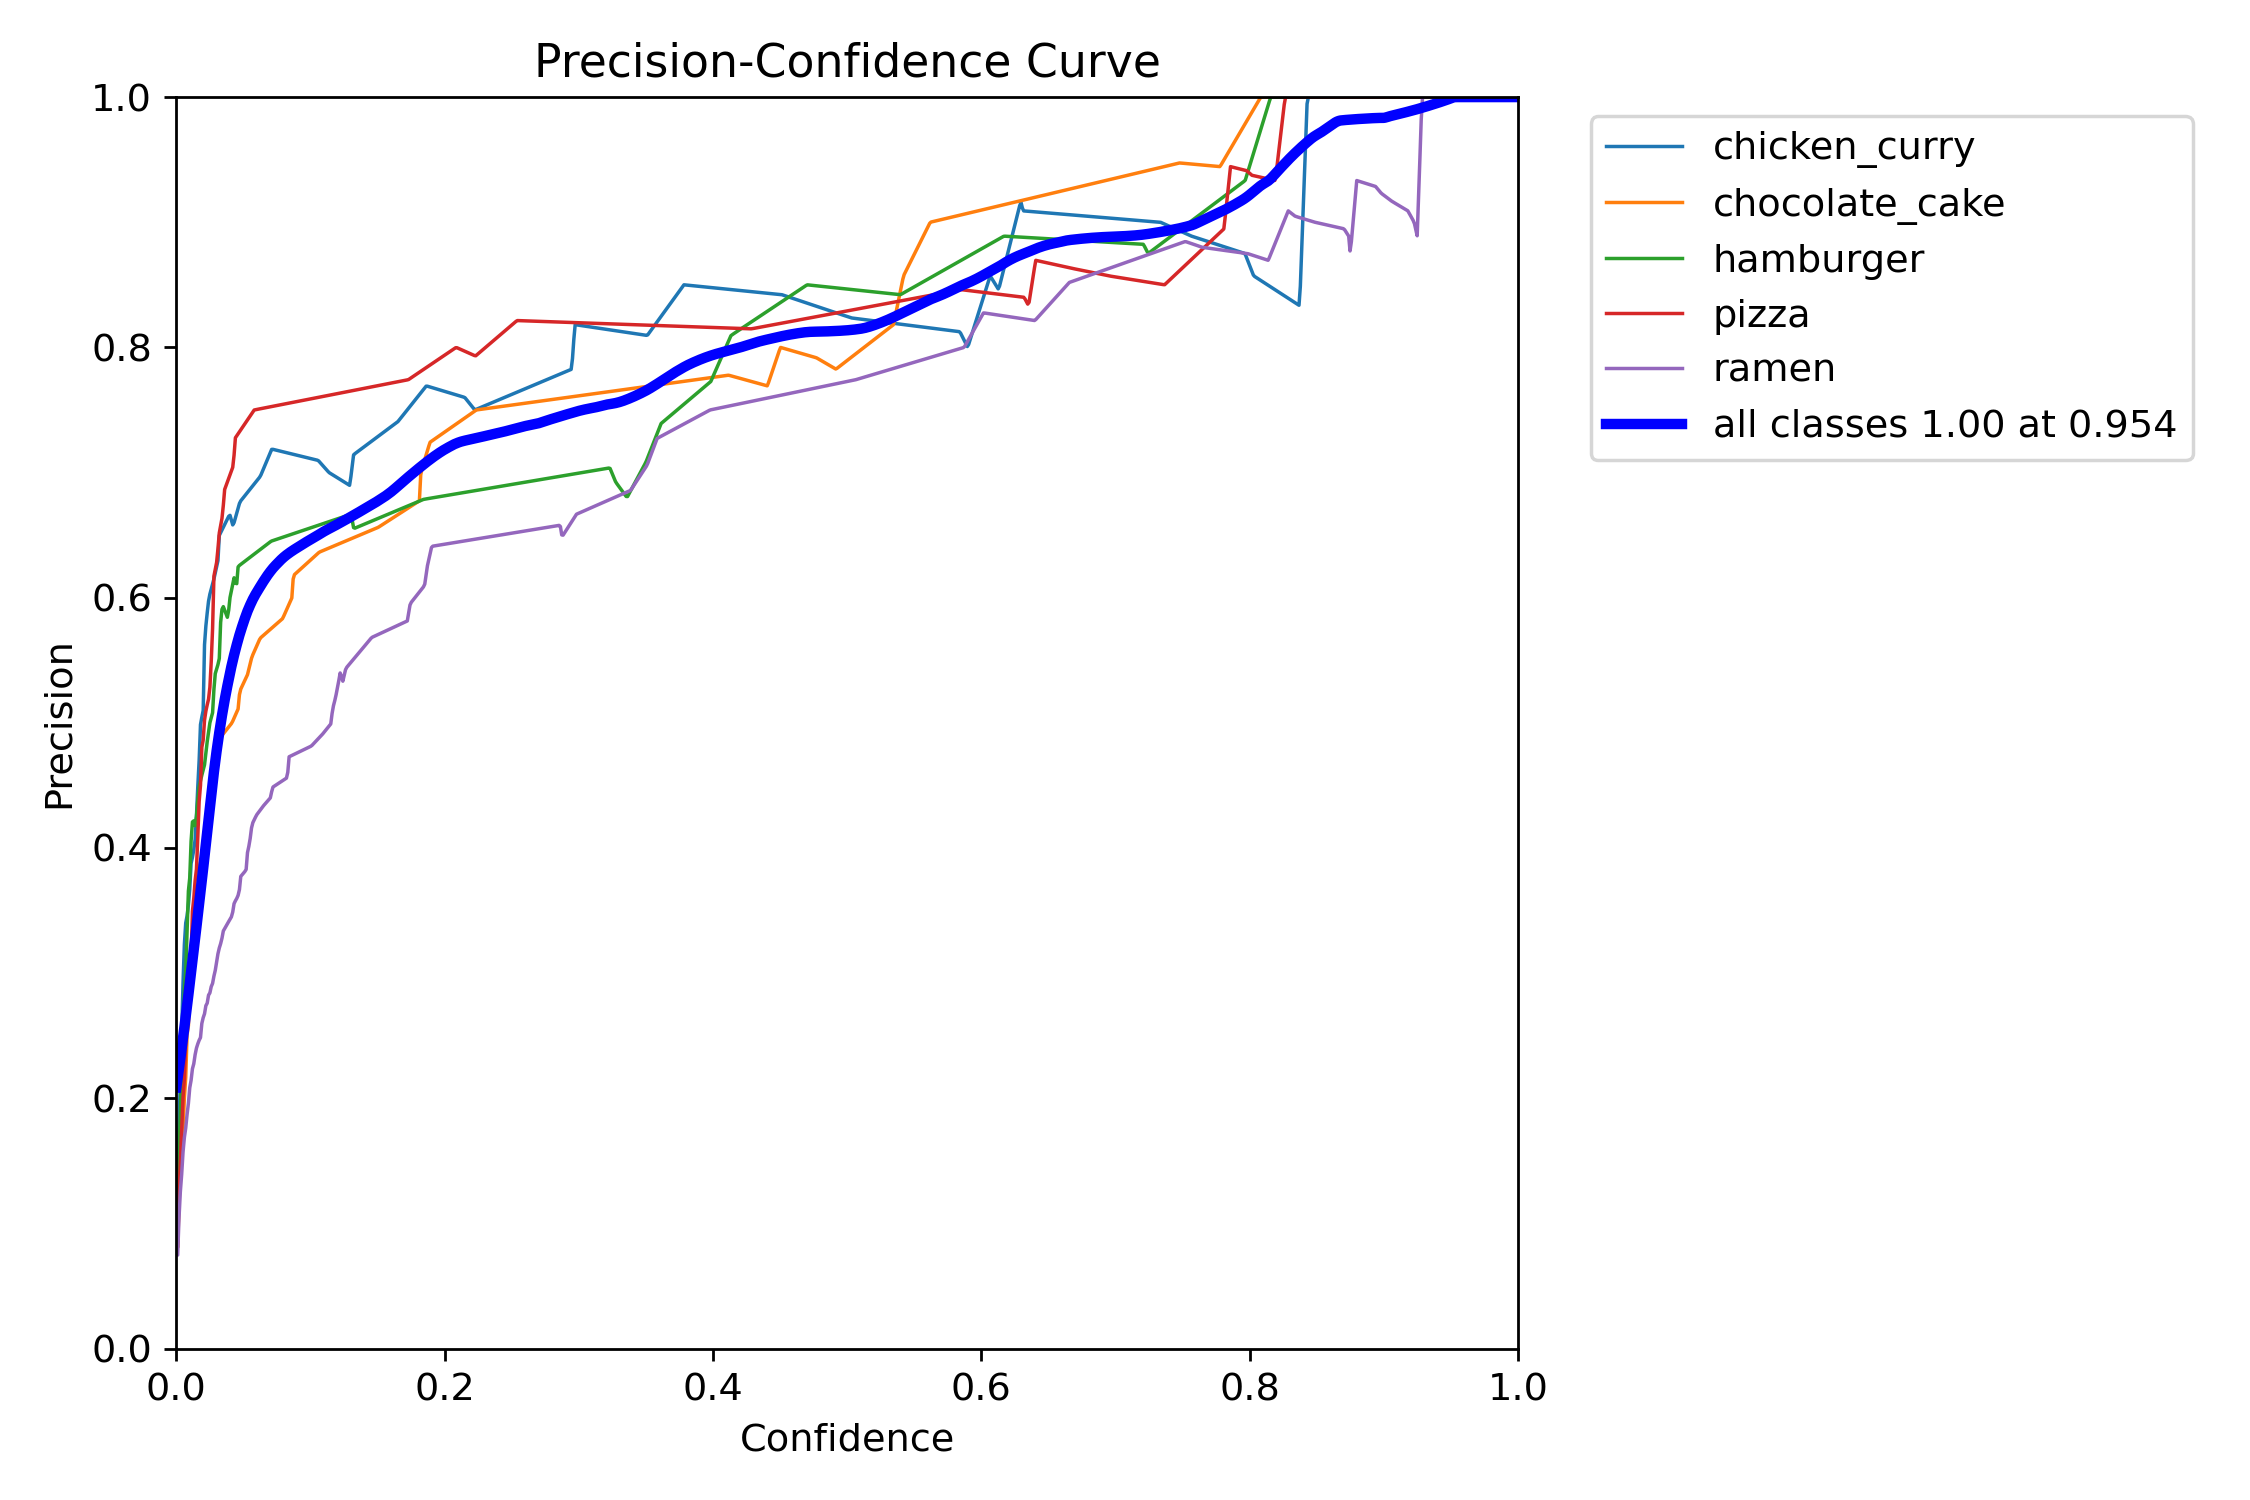 Precision-Confidence Curve
1.0
0.8
0.6
0.4
0.2
0.0
Precision
0.0 0.2 0.4 0.6 0.8 1.0
Confidence
chicken_curry
chocolate_cake
hamburger
pizza
ramen
all classes 1.00 at 0.954